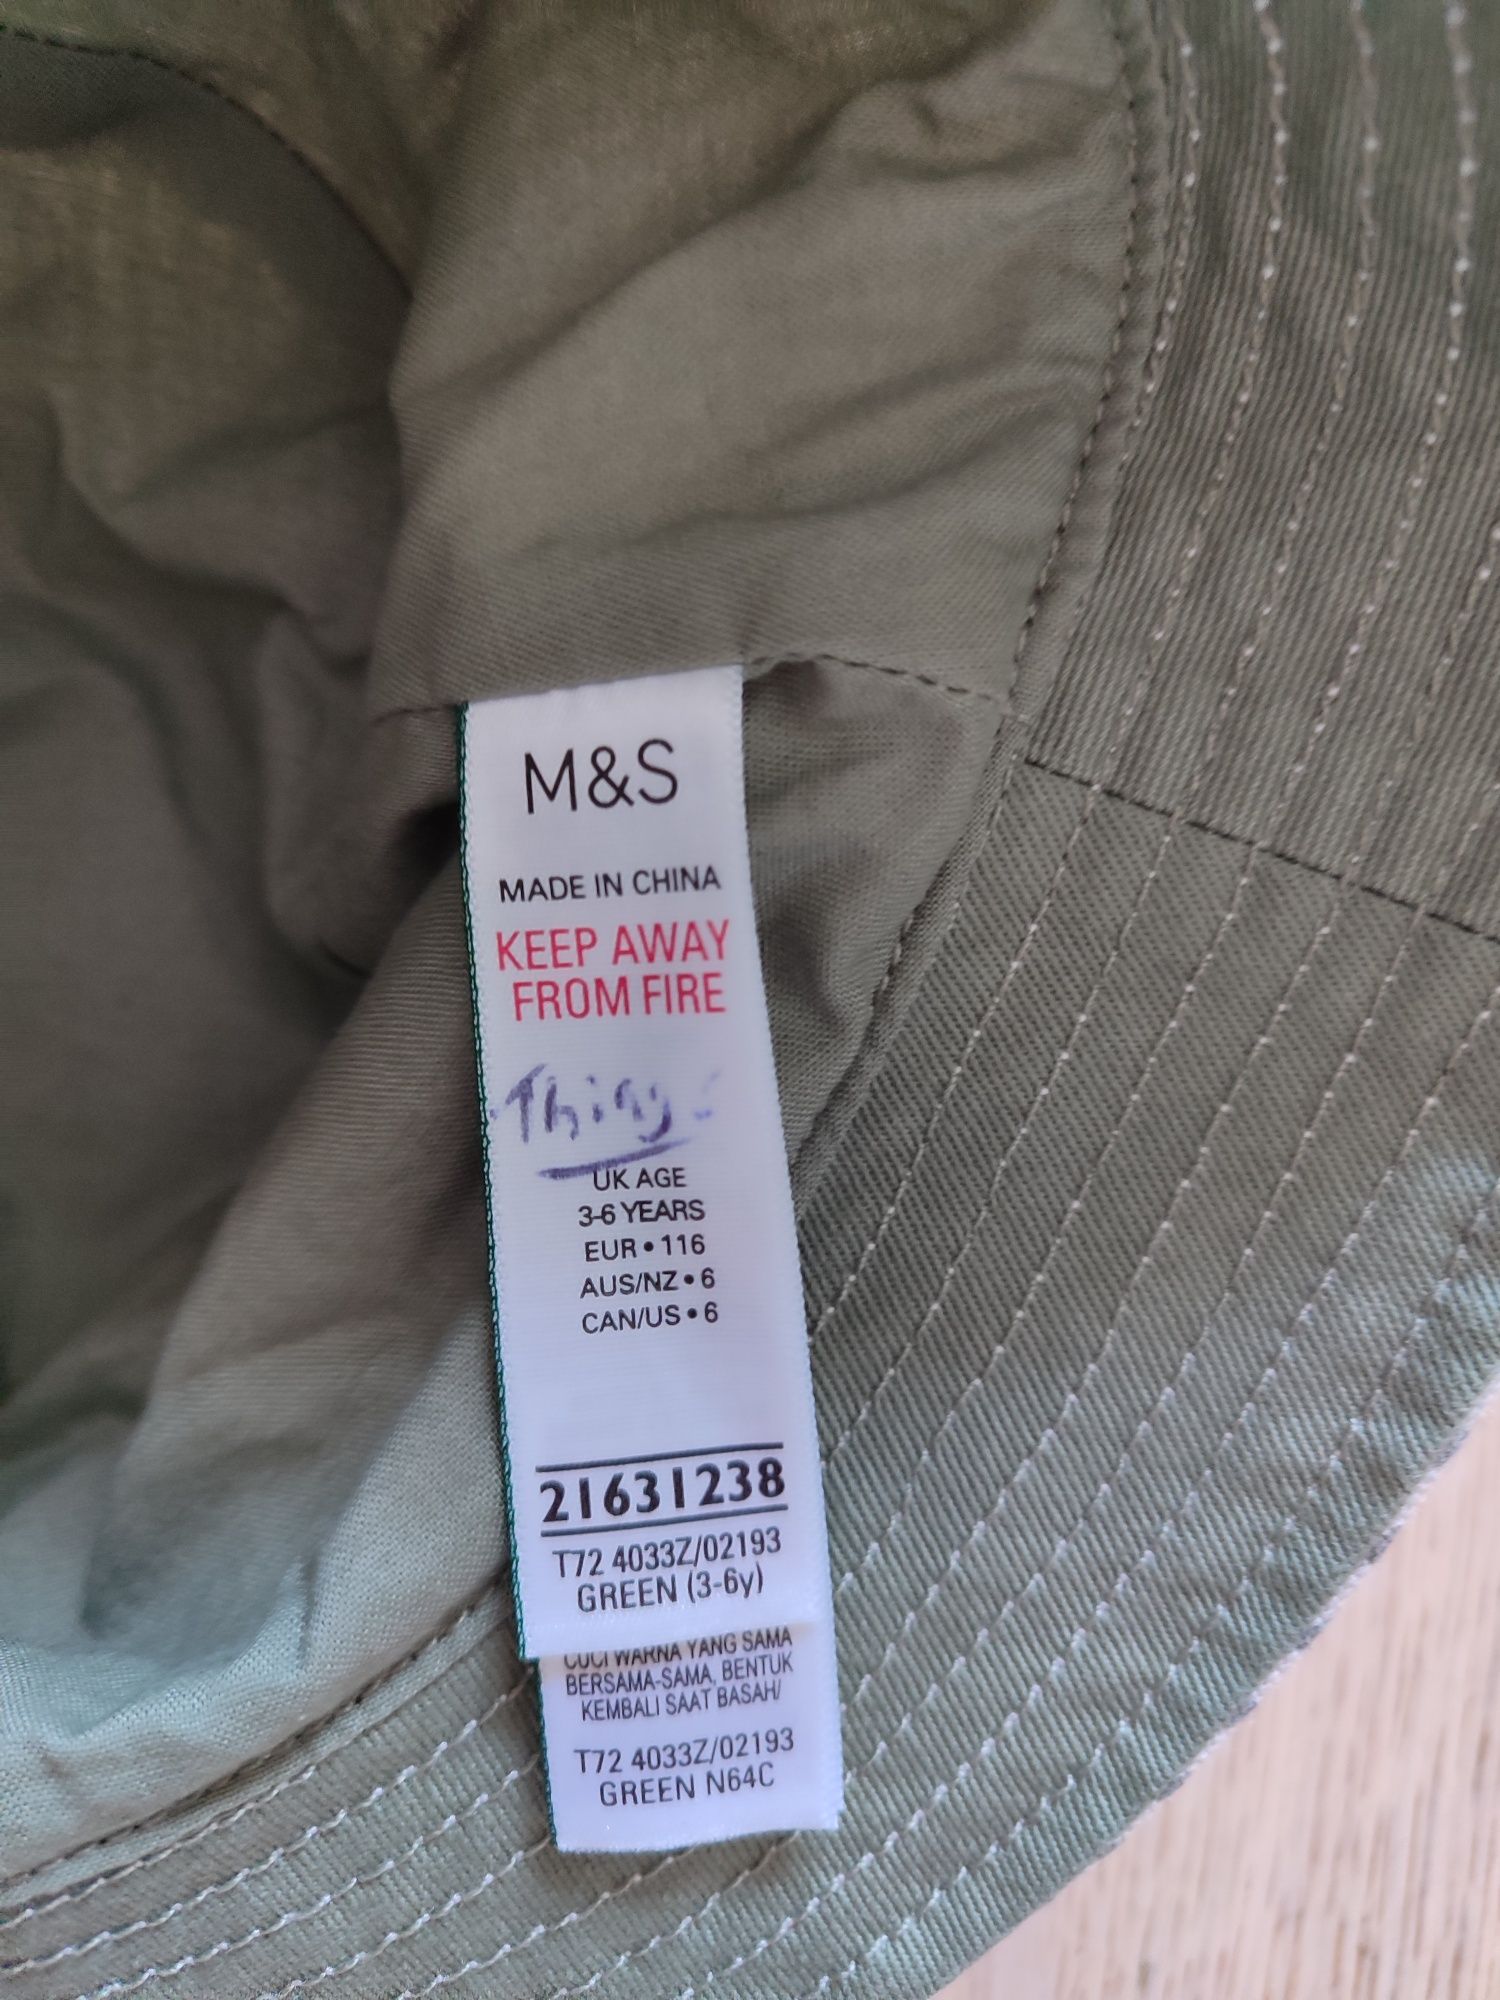 M&S
MADE IN CHINA
KEEP AWAY
FROM FIRE
UK AGE
3-6 YEARS
EUR • 116
AUS/NZ • 6
CAN/US • 6
21631238
T72 4033Z/02193
GREEN (3-6y)
CUCI WARNA YANG SAMA
BERSAMA-SAMA, BENTUK
KEMBALI SAAT BASAH/
T72 4033Z/02193
GREEN N64C